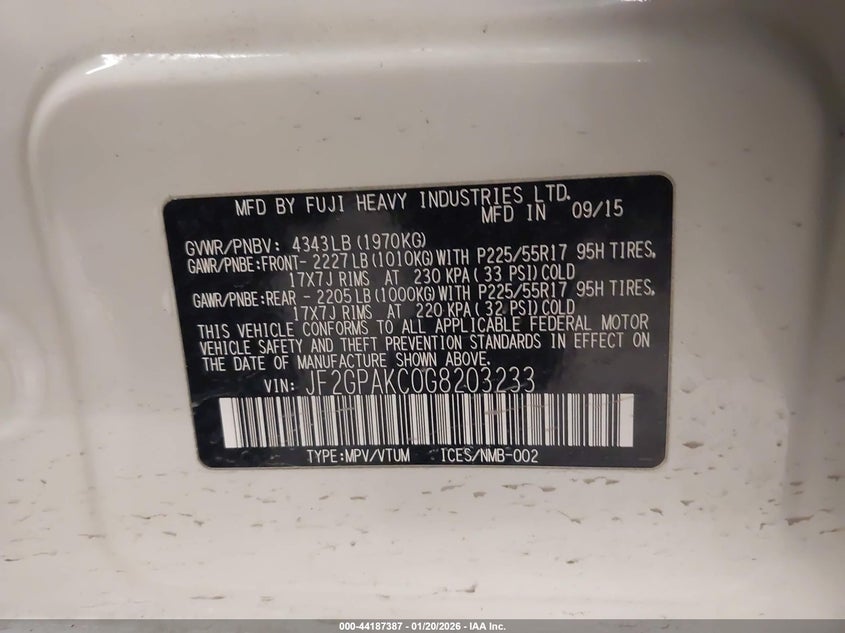 MFD BY FUJI HEAVY INDUSTRIES LTD.
MFD IN 09/15
GVWR/PNBV: 4343LB (1970KG)
GAWR/PNBE:FRONT- 2227LB (1010KG) WITH P225/55R17 95H TIRES,
17X7J RIMS AT 230 KPA ( 33 PSI) COLD
GAWR/PNBE:REAR - 2205LB (1000KG) WITH P225/55R17 95H TIRES,
17X7J RIMS AT 220 KPA ( 32 PSI) COLD
THIS VEHICLE CONFORMS TO ALL APPLICABLE FEDERAL MOTOR
VEHICLE SAFETY AND THEFT PREVENTION STANDARDS IN EFFECT ON
THE DATE OF MANUFACTURE SHOWN ABOVE.
VIN: JF2GPAKC0G8203233
TYPE:MPV/VTUM ICES/NMB-002
000-44187387 - 01/20/2026 - IAA Inc.